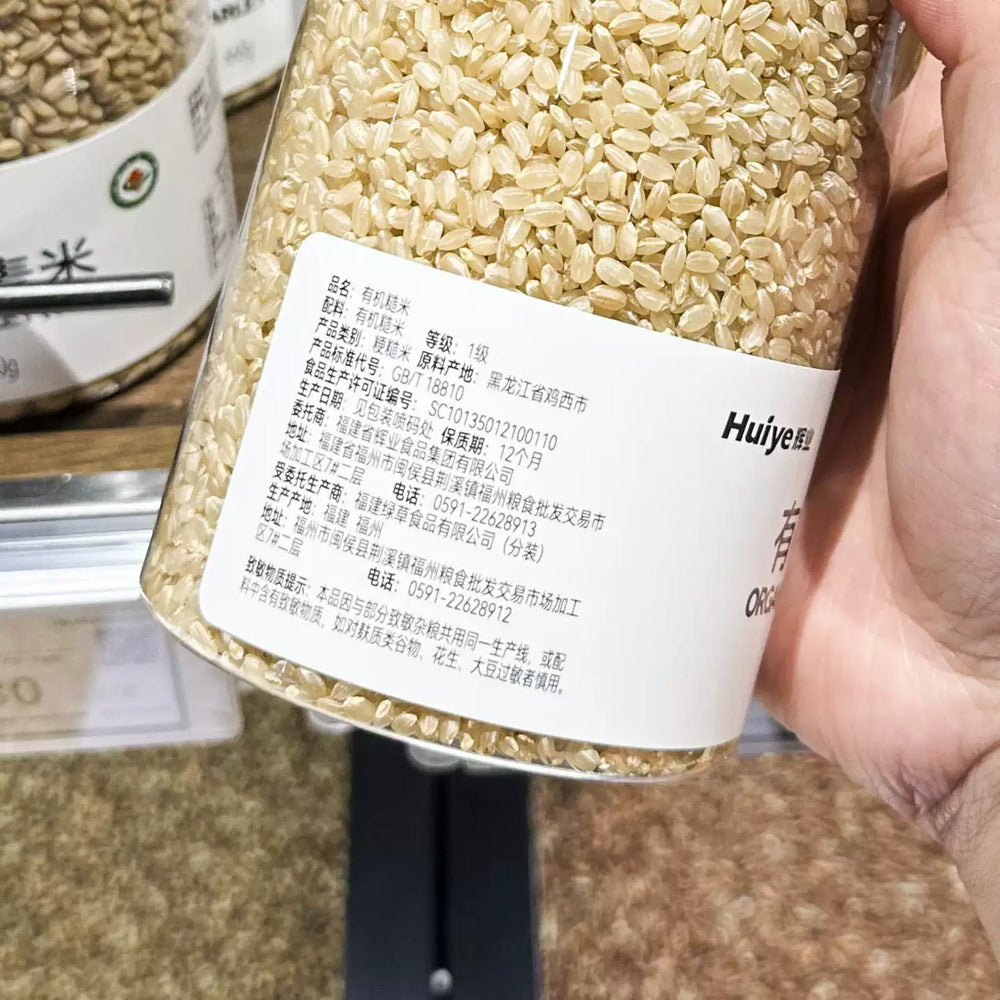 品名：有机糙米
配料：有机糙米 等级：1级
产品类别：粳糙米 原料产地：黑龙江省鸡西市
产品标准代号：GB/T 18810
食品生产许可证编号：SC10135012100110
生产日期：见包装喷码处 保质期：12个月
委托商：福建省辉业食品集团有限公司
地址：福建省福州市闽侯县荆溪镇福州粮食批发交易市
场加工区7#二层 电话：0591-22628913
受委托生产商：福建绿草食品有限公司（分装）
生产产地：福建 福州
地址：福州市闽侯县荆溪镇福州粮食批发交易市场加工
区7#二层 电话：0591-22628912
致敏物质提示：本品因与部分致敏杂粮共用同一生产线，或配
料中含有致敏物质，如对麸质类谷物、花生、大豆过敏者慎用。
Huiye 辉业
有
米